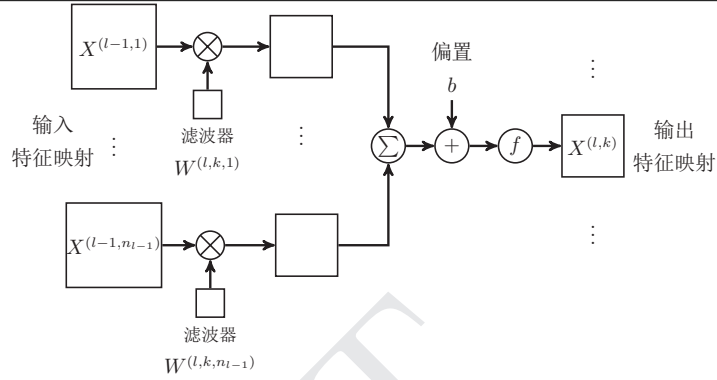 X^{(l−1,1)}
⊗
滤波器
W^{(l,k,1)}
输入
特征映射
⋮
⋮
X^{(l−1,n_{l−1})}
⊗
滤波器
W^{(l,k,n_{l−1})}
∑
偏置
b
+
f
⋮
X^{(l,k)}
输出
特征映射
⋮